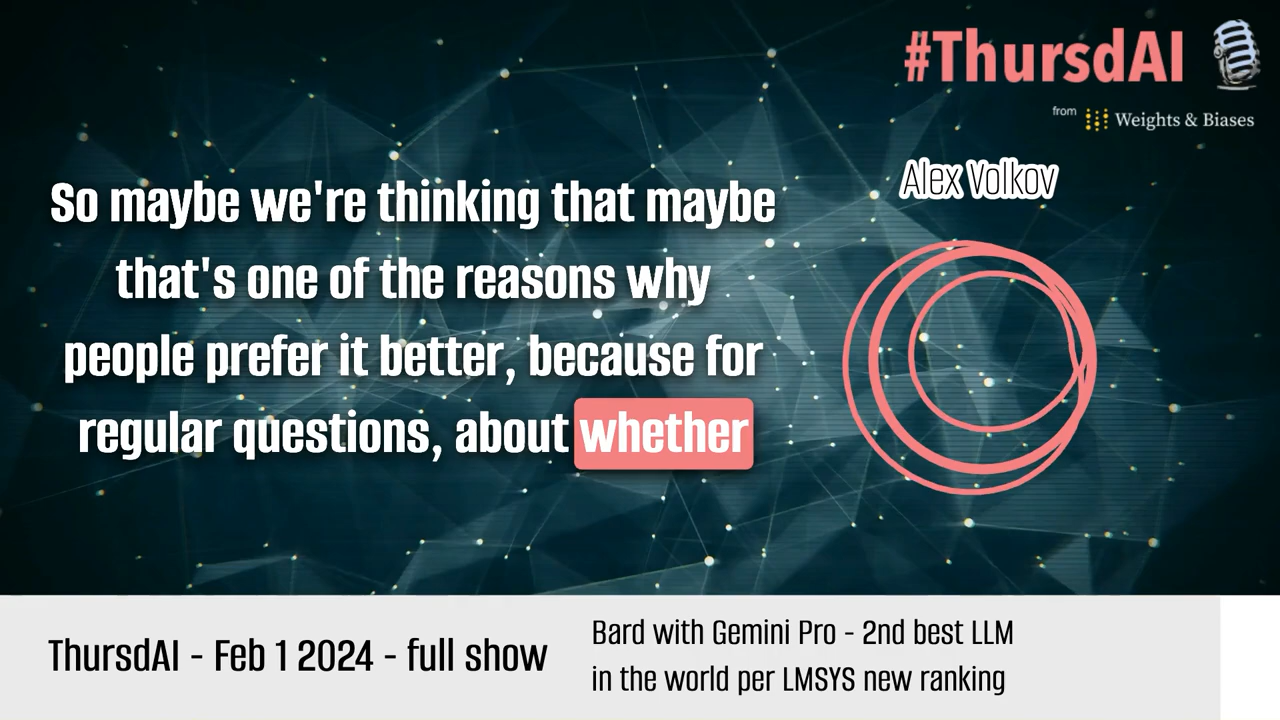 #ThursdAI
from Weights & Biases
Alex Volkov
So maybe we're thinking that maybe
that's one of the reasons why
people prefer it better, because for
regular questions, about whether
ThursdAI - Feb 1 2024 - full show
Bard with Gemini Pro - 2nd best LLM
in the world per LMSYS new ranking